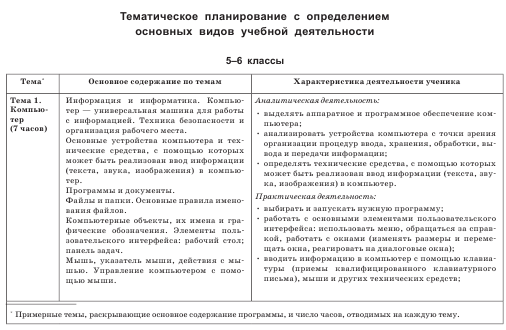 Тематическое планирование с определением
основных видов учебной деятельности
5–6 классы
Тема*
Основное содержание по темам
Характеристика деятельности ученика
Тема 1.
Компью-
тер
(7 часов)
Информация и информатика. Компью-
тер — универсальная машина для работы
с информацией. Техника безопасности и
организация рабочего места.
Основные устройства компьютера и тех-
нические средства, с помощью которых
может быть реализован ввод информации
(текста, звука, изображения) в компью-
тер.
Программы и документы.
Файлы и папки. Основные правила имено-
вания файлов.
Компьютерные объекты, их имена и гра-
фические обозначения. Элементы поль-
зовательского интерфейса: рабочий стол;
панель задач.
Мышь, указатель мыши, действия с мы-
шью. Управление компьютером с помо-
щью мыши.
Аналитическая деятельность:
• выделять аппаратное и программное обеспечение ком-
пьютера;
• анализировать устройства компьютера с точки зрения
организации процедур ввода, хранения, обработки, вы-
вода и передачи информации;
• определять технические средства, с помощью которых
может быть реализован ввод информации (текста, зву-
ка, изображения) в компьютер.
Практическая деятельность:
• выбирать и запускать нужную программу;
• работать с основными элементами пользовательского
интерфейса: использовать меню, обращаться за справ-
кой, работать с окнами (изменять размеры и переме-
щать окна, реагировать на диалоговые окна);
• вводить информацию в компьютер с помощью клавиа-
туры (приемы квалифицированного клавиатурного
письма), мыши и других технических средств;
* Примерные темы, раскрывающие основное содержание программы, и число часов, отводимых на каждую тему.